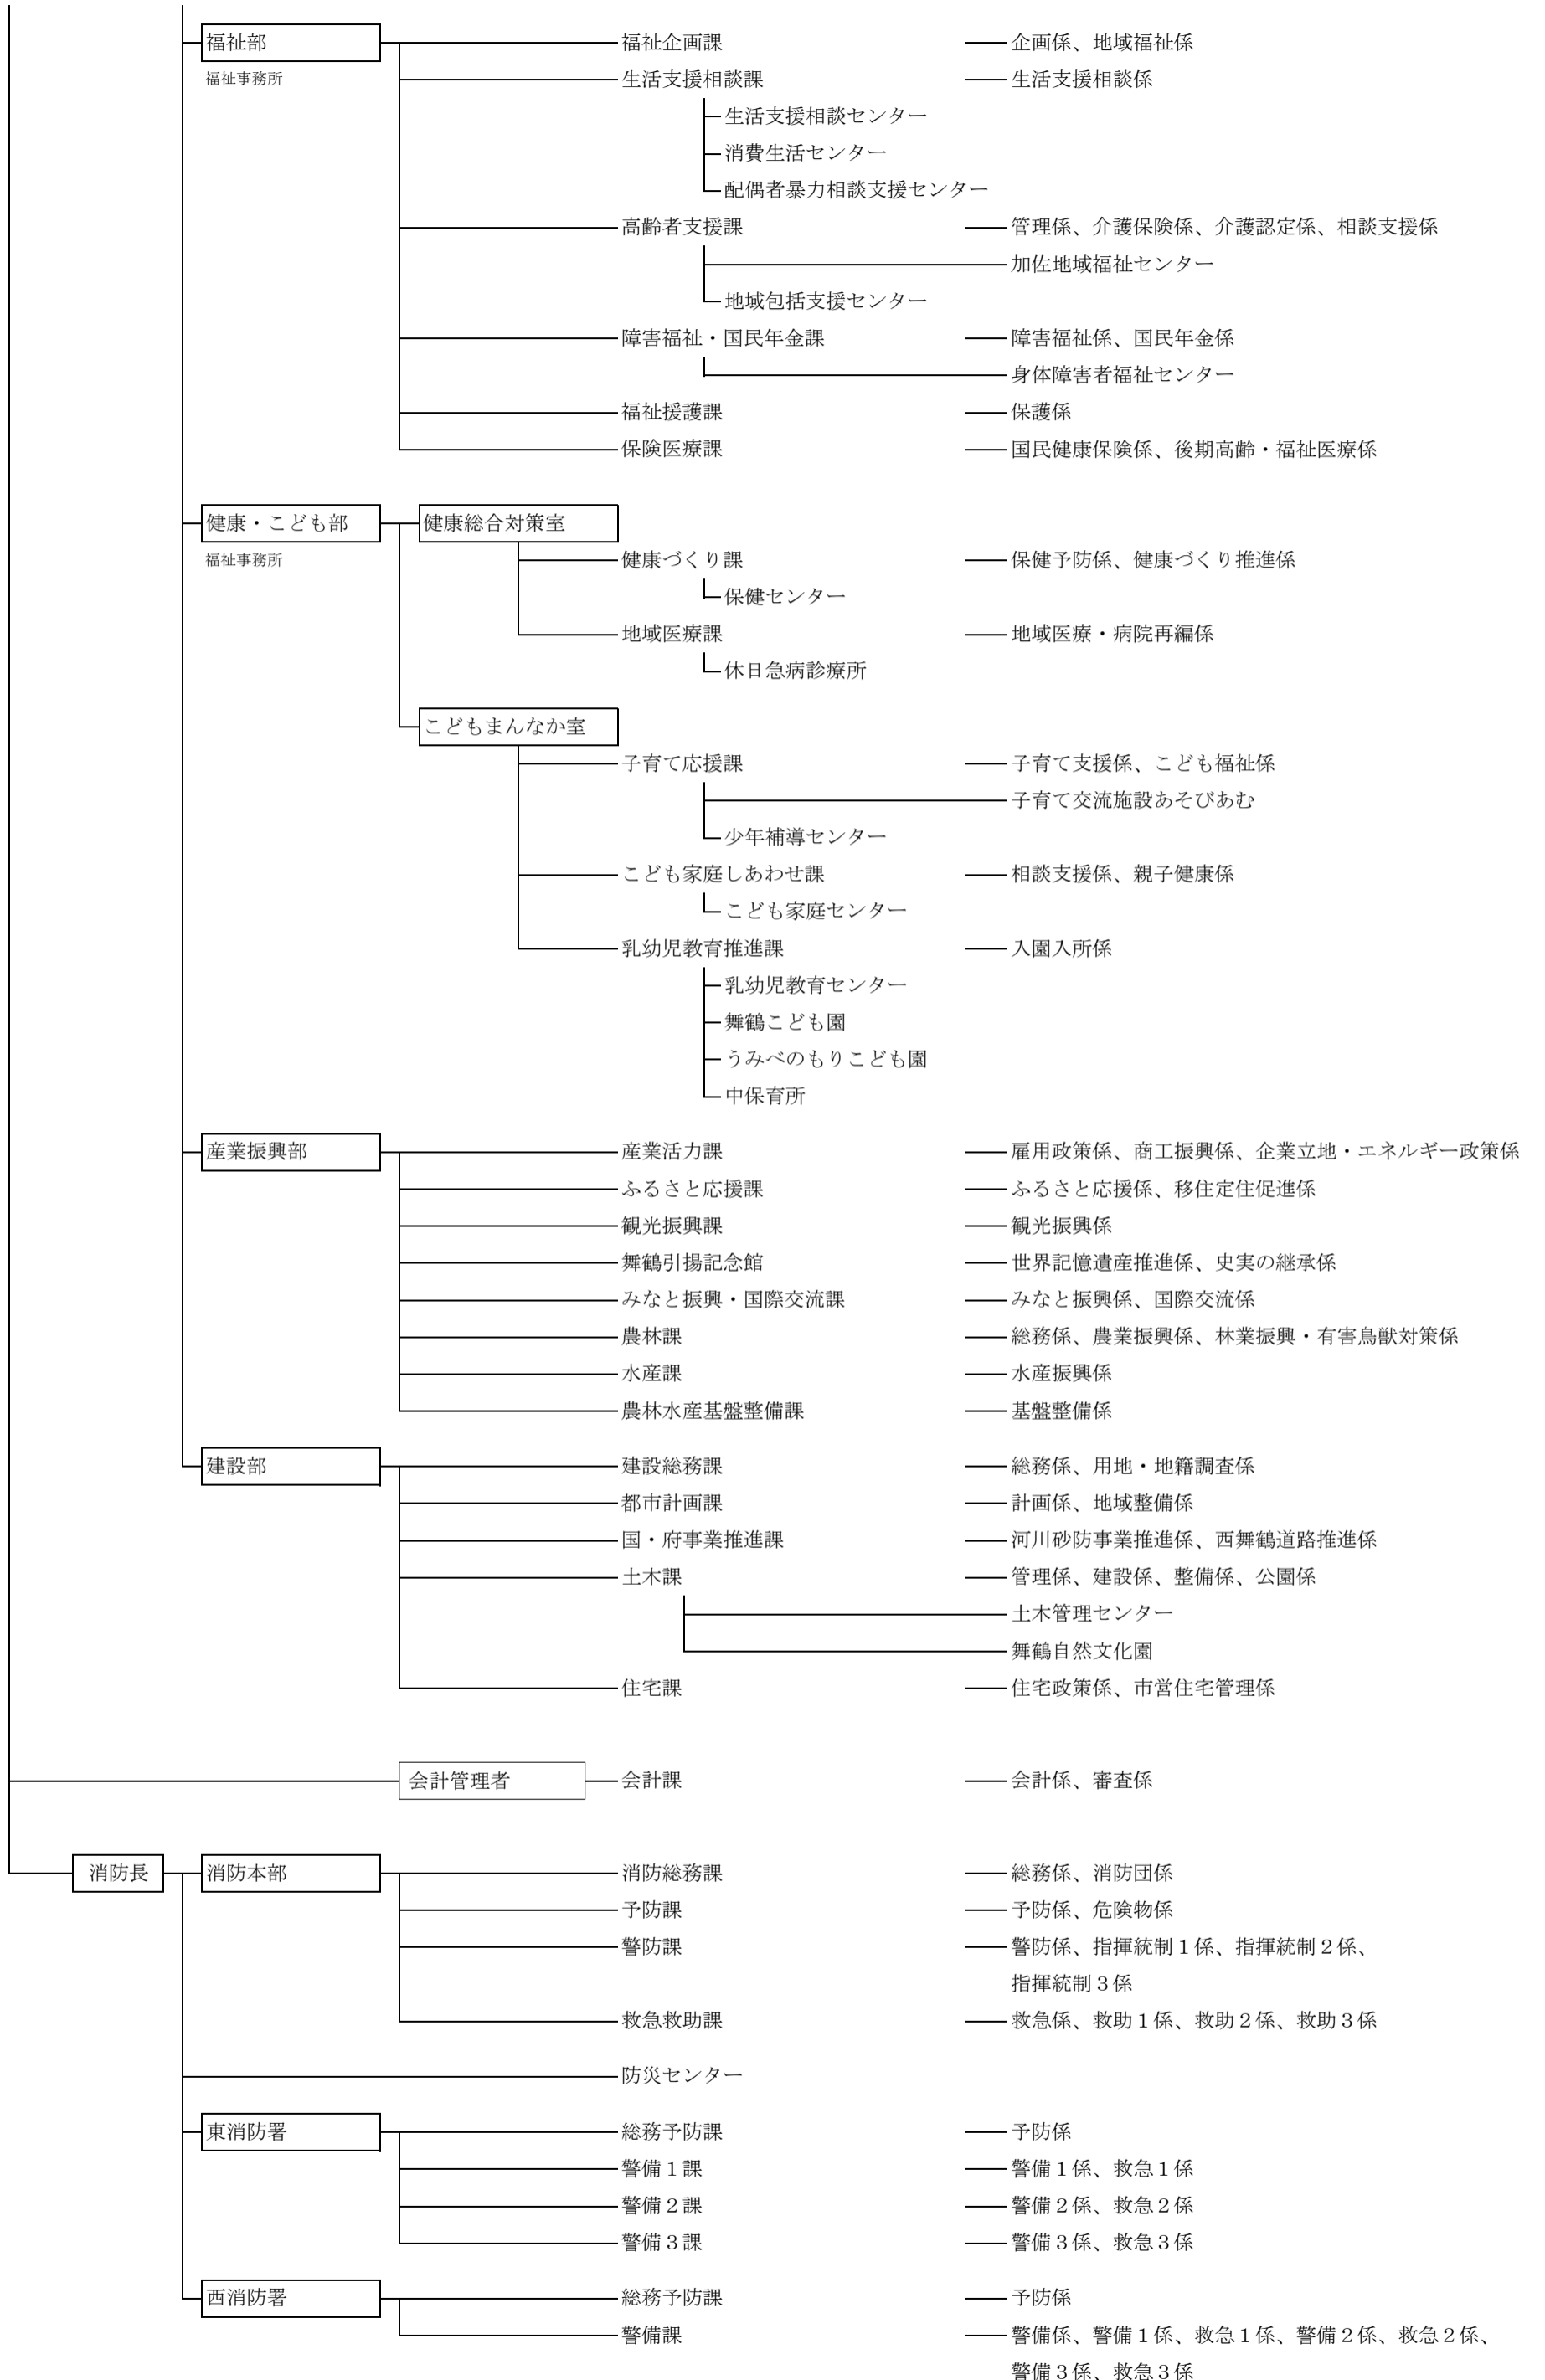 福祉部 福祉企画課 企画係、地域福祉係
福祉事務所 生活支援相談課 生活支援相談係
生活支援相談センター
消費生活センター
配偶者暴力相談支援センター
高齢者支援課 管理係、介護保険係、介護認定係、相談支援係
加佐地域福祉センター
地域包括支援センター
障害福祉・国民年金課 障害福祉係、国民年金係
身体障害者福祉センター
福祉援護課 保護係
保険医療課 国民健康保険係、後期高齢・福祉医療係
健康・こども部 健康総合対策室
福祉事務所 健康づくり課 保健予防係、健康づくり推進係
保健センター
地域医療課 地域医療・病院再編係
休日急病診療所
こどもまんなか室
子育て応援課 子育て支援係、こども福祉係
子育て交流施設あそびあむ
少年補導センター
こども家庭しあわせ課 相談支援係、親子健康係
こども家庭センター
乳幼児教育推進課 入園入所係
乳幼児教育センター
舞鶴こども園
うみべのもりこども園
中保育所
産業振興部 産業活力課 雇用政策係、商工振興係、企業立地・エネルギー政策係
ふるさと応援課 ふるさと応援係、移住定住促進係
観光振興課 観光振興係
舞鶴引揚記念館 世界記憶遺産推進係、史実の継承係
みなと振興・国際交流課 みなと振興係、国際交流係
農林課 総務係、農業振興係、林業振興・有害鳥獣対策係
水産課 水産振興係
農林水産基盤整備課 基盤整備係
建設部 建設総務課 総務係、用地・地籍調査係
都市計画課 計画係、地域整備係
国・府事業推進課 河川砂防事業推進係、西舞鶴道路推進係
土木課 管理係、建設係、整備係、公園係
土木管理センター
舞鶴自然文化園
住宅課 住宅政策係、市営住宅管理係
会計管理者 会計課 会計係、審査係
消防長 消防本部 消防総務課 総務係、消防団係
予防課 予防係、危険物係
警防課 警防係、指揮統制１係、指揮統制２係、
指揮統制３係
救急救助課 救急係、救助１係、救助２係、救助３係
防災センター
東消防署 総務予防課 予防係
警備１課 警備１係、救急１係
警備２課 警備２係、救急２係
警備３課 警備３係、救急３係
西消防署 総務予防課 予防係
警備課 警備係、警備１係、救急１係、警備２係、救急２係、
警備３係、救急３係